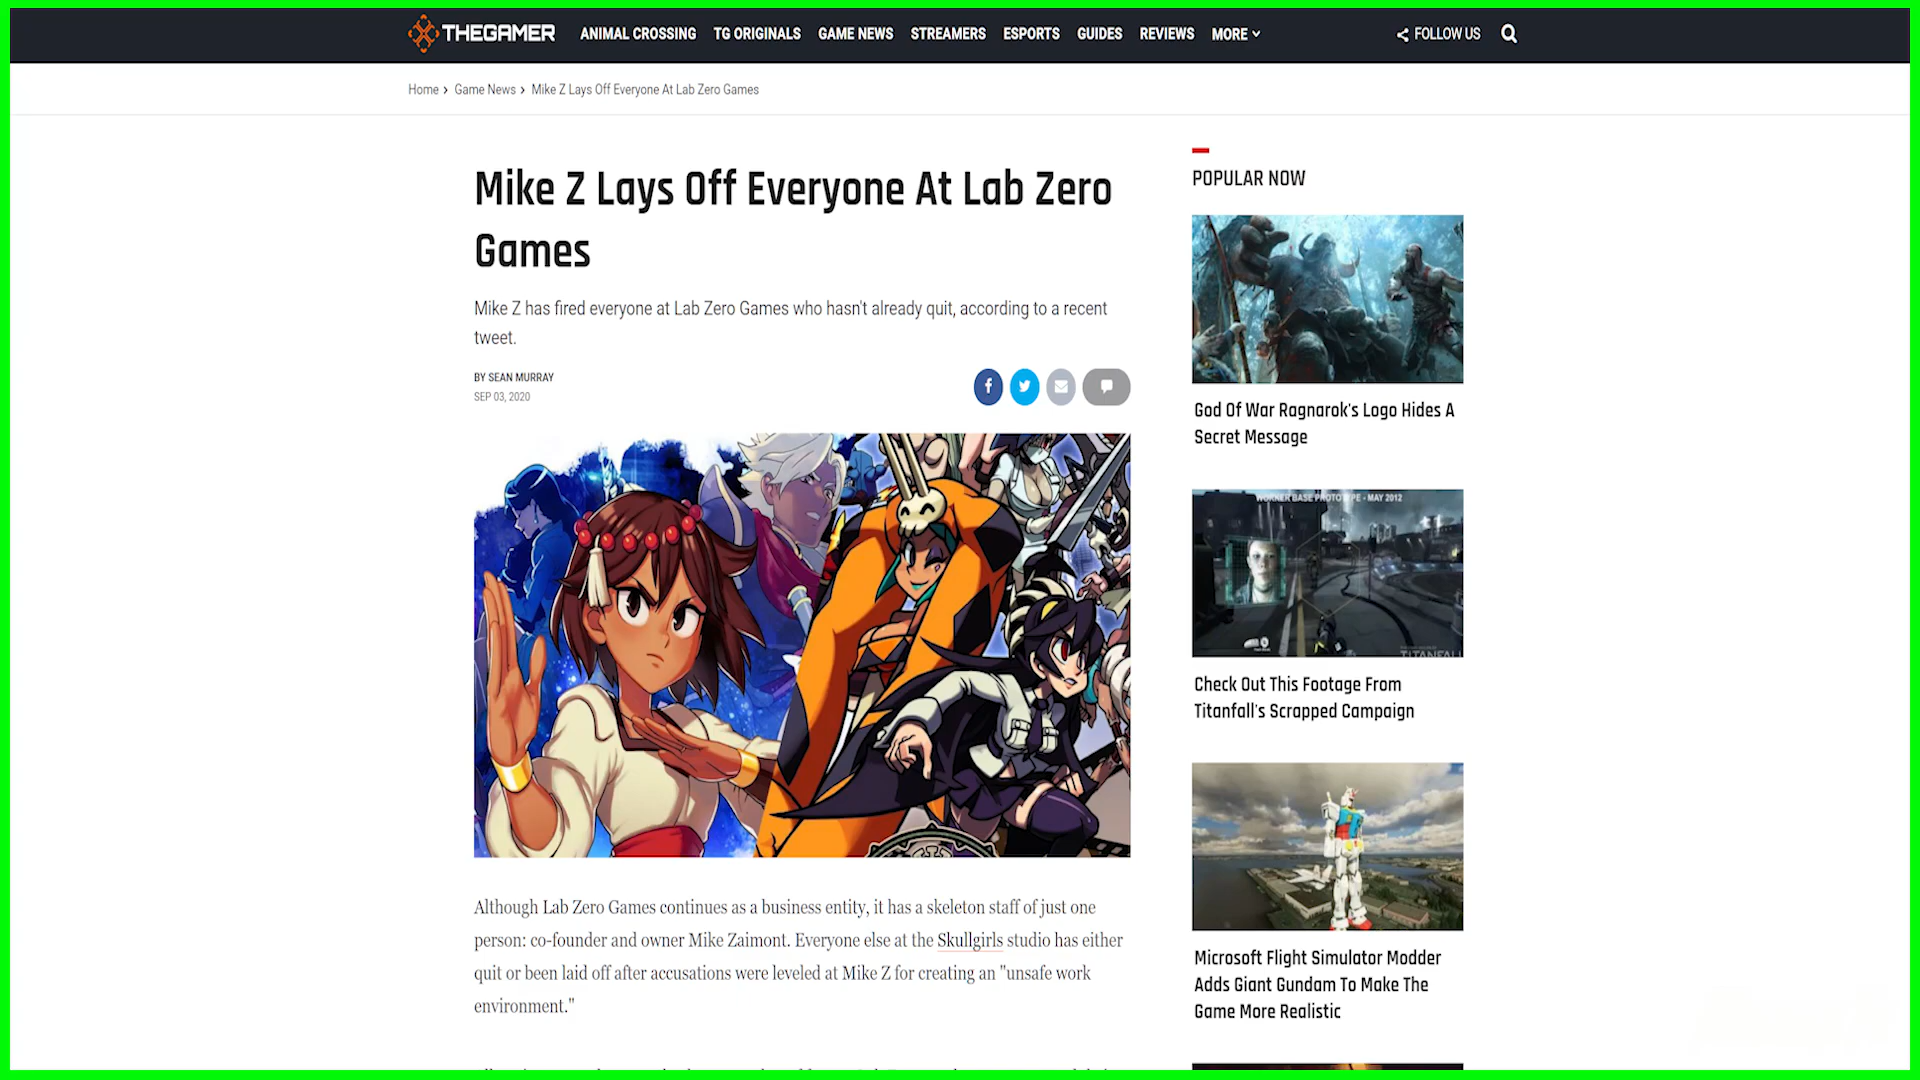 THEGAMER
ANIMAL CROSSING TG ORIGINALS GAME NEWS STREAMERS ESPORTS GUIDES REVIEWS MORE
FOLLOW US
Home › Game News › Mike Z Lays Off Everyone At Lab Zero Games
Mike Z Lays Off Everyone At Lab Zero
Games
Mike Z has fired everyone at Lab Zero Games who hasn't already quit, according to a recent
tweet.
BY SEAN MURRAY
SEP 03, 2020
Although Lab Zero Games continues as a business entity, it has a skeleton staff of just one
person: co-founder and owner Mike Zaimont. Everyone else at the Skullgirls studio has either
quit or been laid off after accusations were leveled at Mike Z for creating an "unsafe work
environment."
POPULAR NOW
God Of War Ragnarok's Logo Hides A
Secret Message
WORKER BASE PROTOTYPE - MAY 2012
TITANFALL
Check Out This Footage From
Titanfall's Scrapped Campaign
Microsoft Flight Simulator Modder
Adds Giant Gundam To Make The
Game More Realistic